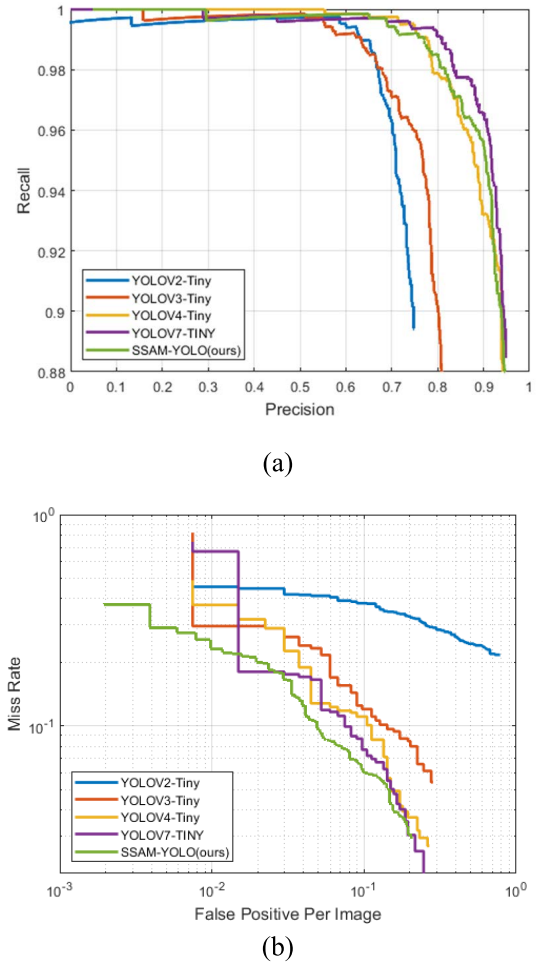 1
0.98
0.96
0.94
0.92
0.9
0.88
Recall
YOLOV2-Tiny
YOLOV3-Tiny
YOLOV4-Tiny
YOLOV7-TINY
SSAM-YOLO(ours)
0 0.1 0.2 0.3 0.4 0.5 0.6 0.7 0.8 0.9 1
Precision
(a)
10⁰
10⁻¹
Miss Rate
YOLOV2-Tiny
YOLOV3-Tiny
YOLOV4-Tiny
YOLOV7-TINY
SSAM-YOLO(ours)
10⁻³ 10⁻² 10⁻¹ 10⁰
False Positive Per Image
(b)